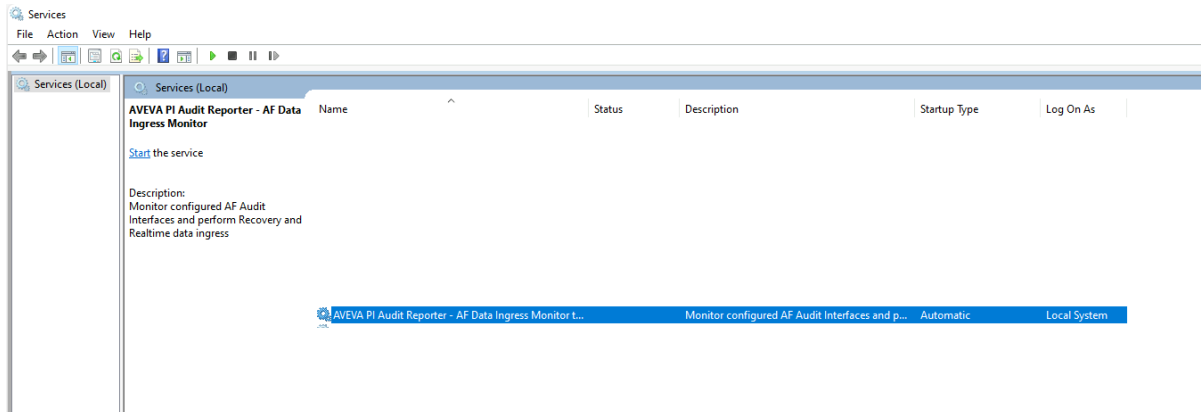 Services
File Action View Help
Services (Local)
Services (Local)
AVEVA PI Audit Reporter - AF Data
Ingress Monitor
Start the service
Description:
Monitor configured AF Audit
Interfaces and perform Recovery and
Realtime data ingress
Name Status Description Startup Type Log On As
AVEVA PI Audit Reporter - AF Data Ingress Monitor t... Monitor configured AF Audit Interfaces and p... Automatic Local System